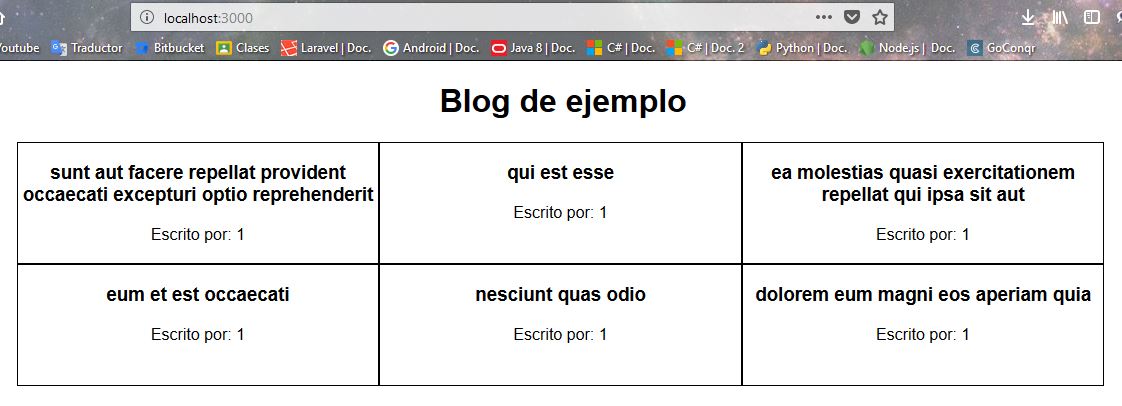 localhost:3000
Youtube Traductor Bitbucket Clases Laravel | Doc. Android | Doc. Java 8 | Doc. C# | Doc. C# | Doc. 2 Python | Doc. Node.js | Doc. GoConqr
Blog de ejemplo
sunt aut facere repellat provident
occaecati excepturi optio reprehenderit
Escrito por: 1
qui est esse
Escrito por: 1
ea molestias quasi exercitationem
repellat qui ipsa sit aut
Escrito por: 1
eum et est occaecati
Escrito por: 1
nesciunt quas odio
Escrito por: 1
dolorem eum magni eos aperiam quia
Escrito por: 1